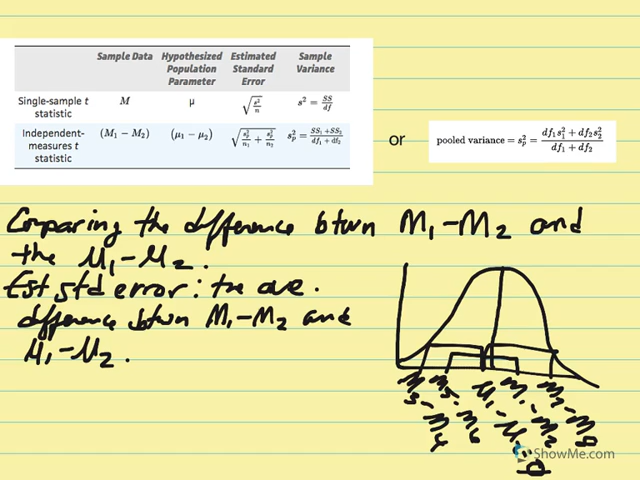 Sample Data Hypothesized Population Parameter Estimated Standard Error Sample Variance
Single-sample t statistic M μ √(s²/n) s² = SS/df
Independent-measures t statistic (M₁ − M₂) (μ₁ − μ₂) √(s²ₚ/n₁ + s²ₚ/n₂) s²ₚ = (SS₁ + SS₂)/(df₁ + df₂)
or
pooled variance = s²ₚ = (df₁s²₁ + df₂s²₂)/(df₁ + df₂)
Comparing the difference btwn M₁-M₂ and
the μ₁-μ₂.
Est std error: the ave.
difference btwn M₁-M₂ and
μ₁-μ₂.
ShowMe.com